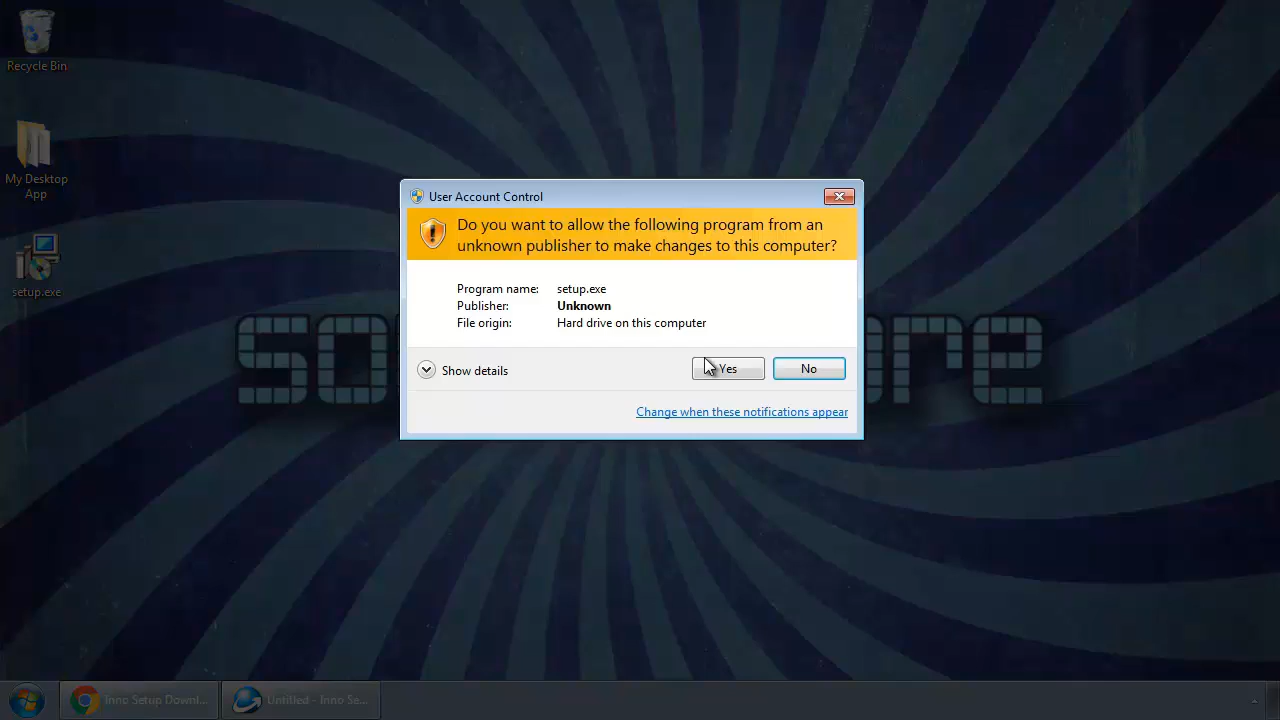 Recycle Bin
My Desktop
App
setup.exe
User Account Control
Do you want to allow the following program from an
unknown publisher to make changes to this computer?
Program name: setup.exe
Publisher: Unknown
File origin: Hard drive on this computer
Show details
Yes
No
Change when these notifications appear
Inno Setup Downl...
Untitled - Inno Se...